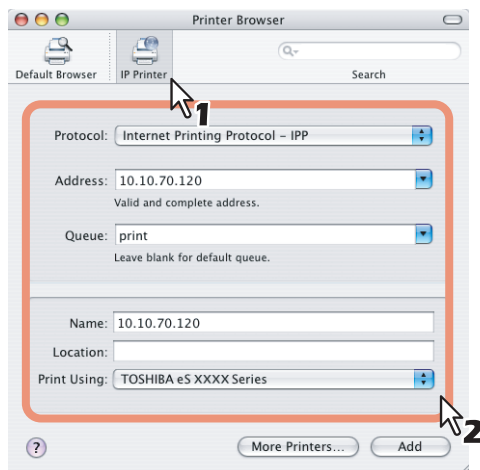 Printer Browser
Default Browser
IP Printer
Search
1
Protocol: Internet Printing Protocol – IPP
Address: 10.10.70.120
Valid and complete address.
Queue: print
Leave blank for default queue.
Name: 10.10.70.120
Location:
Print Using: TOSHIBA eS XXXX Series
2
? More Printers... Add